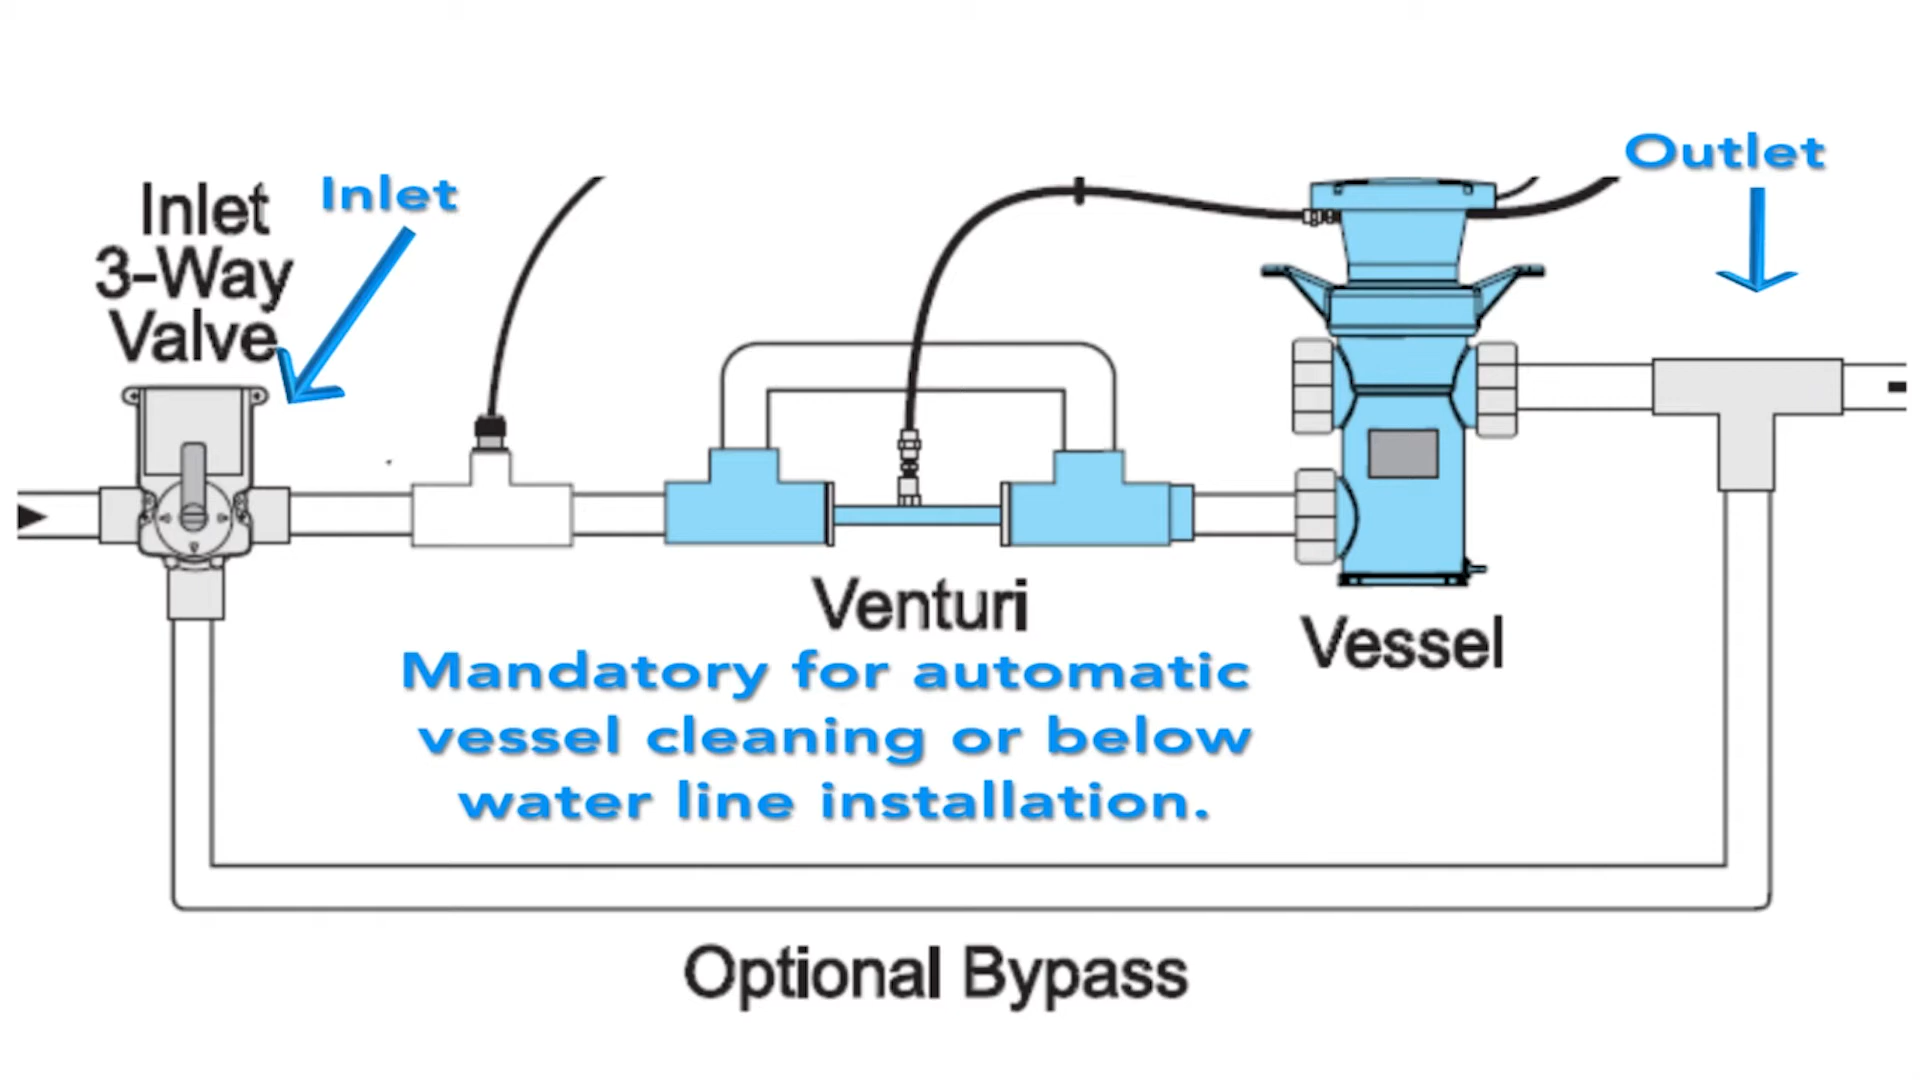 Inlet
3-Way
Valve
Inlet
Outlet
Venturi
Mandatory for automatic
vessel cleaning or below
water line installation.
Vessel
Optional Bypass